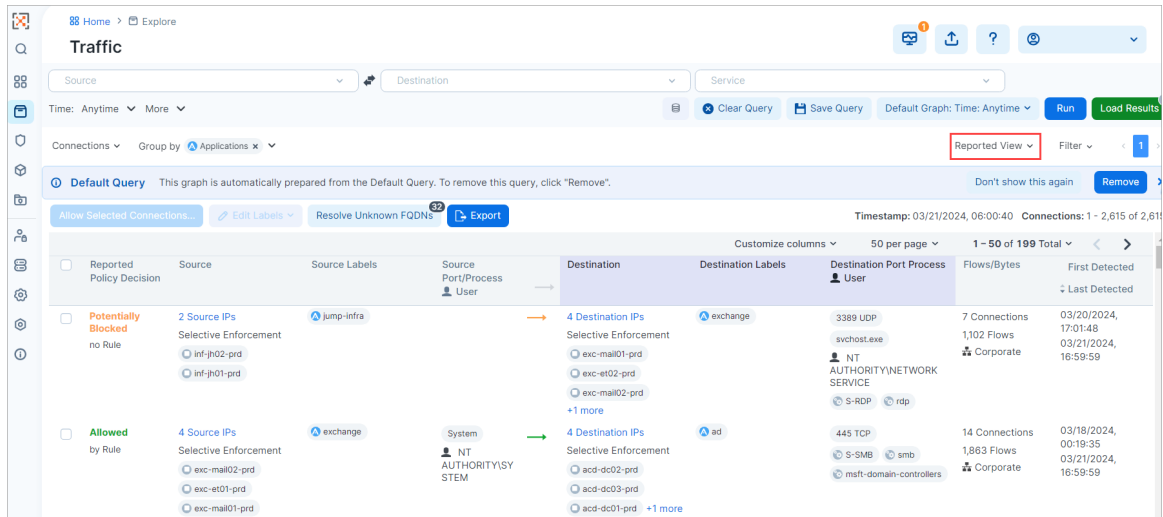 Home > Explore
1
Traffic
Source
Destination
Service
Time: Anytime More
Clear Query
Save Query
Default Graph: Time: Anytime
Run
Load Results
Connections
Group by
Applications ×
Reported View
Filter
1
Default Query This graph is automatically prepared from the Default Query. To remove this query, click "Remove".
Don't show this again
Remove
Allow Selected Connections...
Edit Labels
Resolve Unknown FQDNs
32
Export
Timestamp: 03/21/2024, 06:00:40 Connections: 1 - 2,615 of 2,615
Customize columns
50 per page
1 – 50 of 199 Total
Reported
Policy Decision
Source
Source Labels
Source
Port/Process
User
Destination
Destination Labels
Destination Port Process
User
Flows/Bytes
First Detected
Last Detected
Potentially
Blocked
no Rule
2 Source IPs
Selective Enforcement
inf-jh02-prd
inf-jh01-prd
jump-infra
4 Destination IPs
Selective Enforcement
exc-mail01-prd
exc-et02-prd
exc-mail02-prd
+1 more
exchange
3389 UDP
svchost.exe
NT
AUTHORITY\NETWORK
SERVICE
S-RDP
rdp
7 Connections
1,102 Flows
Corporate
03/20/2024,
17:01:48
03/21/2024,
16:59:59
Allowed
by Rule
4 Source IPs
Selective Enforcement
exc-mail02-prd
exc-et01-prd
exc-mail01-prd
exchange
System
NT
AUTHORITY\SY
STEM
4 Destination IPs
Selective Enforcement
acd-dc02-prd
acd-dc03-prd
acd-dc01-prd +1 more
ad
445 TCP
S-SMB
smb
msft-domain-controllers
14 Connections
1,863 Flows
Corporate
03/18/2024,
00:19:35
03/21/2024,
16:59:59